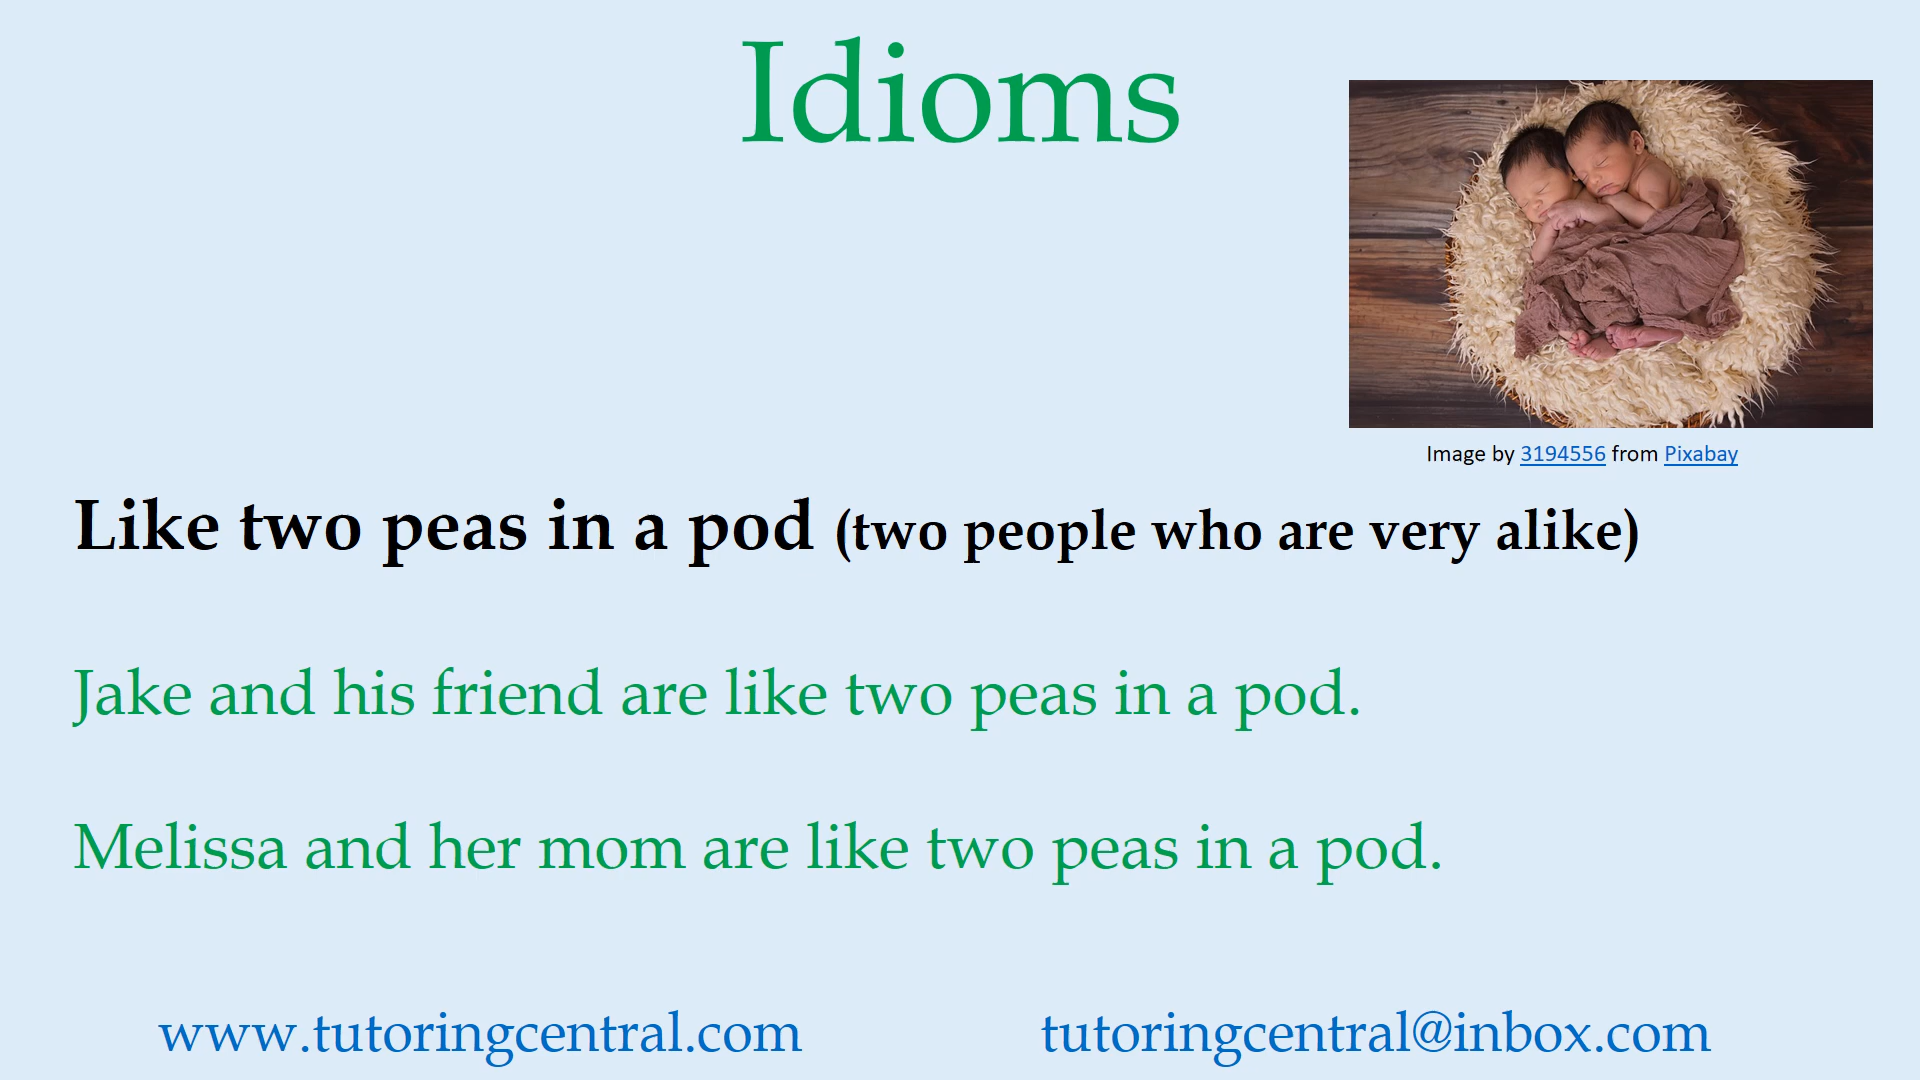 Idioms
Image by 3194556 from Pixabay
Like two peas in a pod (two people who are very alike)
Jake and his friend are like two peas in a pod.
Melissa and her mom are like two peas in a pod.
www.tutoringcentral.com
tutoringcentral@inbox.com